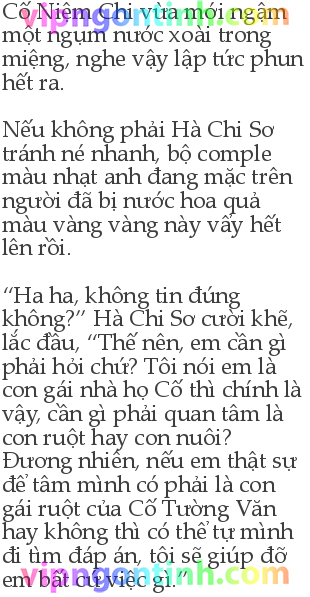 Cố Niệm Chi vừa mới ngậm
vipngontinh.com
một ngụm nước xoài trong
miệng, nghe vậy lập tức phun
hết ra.
Nếu không phải Hà Chi Sơ
tránh né nhanh, bộ comple
màu nhạt anh đang mặc trên
người đã bị nước hoa quả
màu vàng vàng này vẩy hết
lên rồi.
“Ha ha, không tin đúng
không?” Hà Chi Sơ cười khẽ,
lắc đầu, “Thế nên, em cần gì
phải hỏi chứ? Tôi nói em là
con gái nhà họ Cố thì chính là
vậy, cần gì phải quan tâm là
con ruột hay con nuôi?
Đương nhiên, nếu em thật sự
để tâm mình có phải là con
gái ruột của Cố Tường Văn
hay không thì có thể tự mình
đi tìm đáp án, tôi sẽ giúp đỡ
em bất cứ việc gì.”
vipngontinh.com